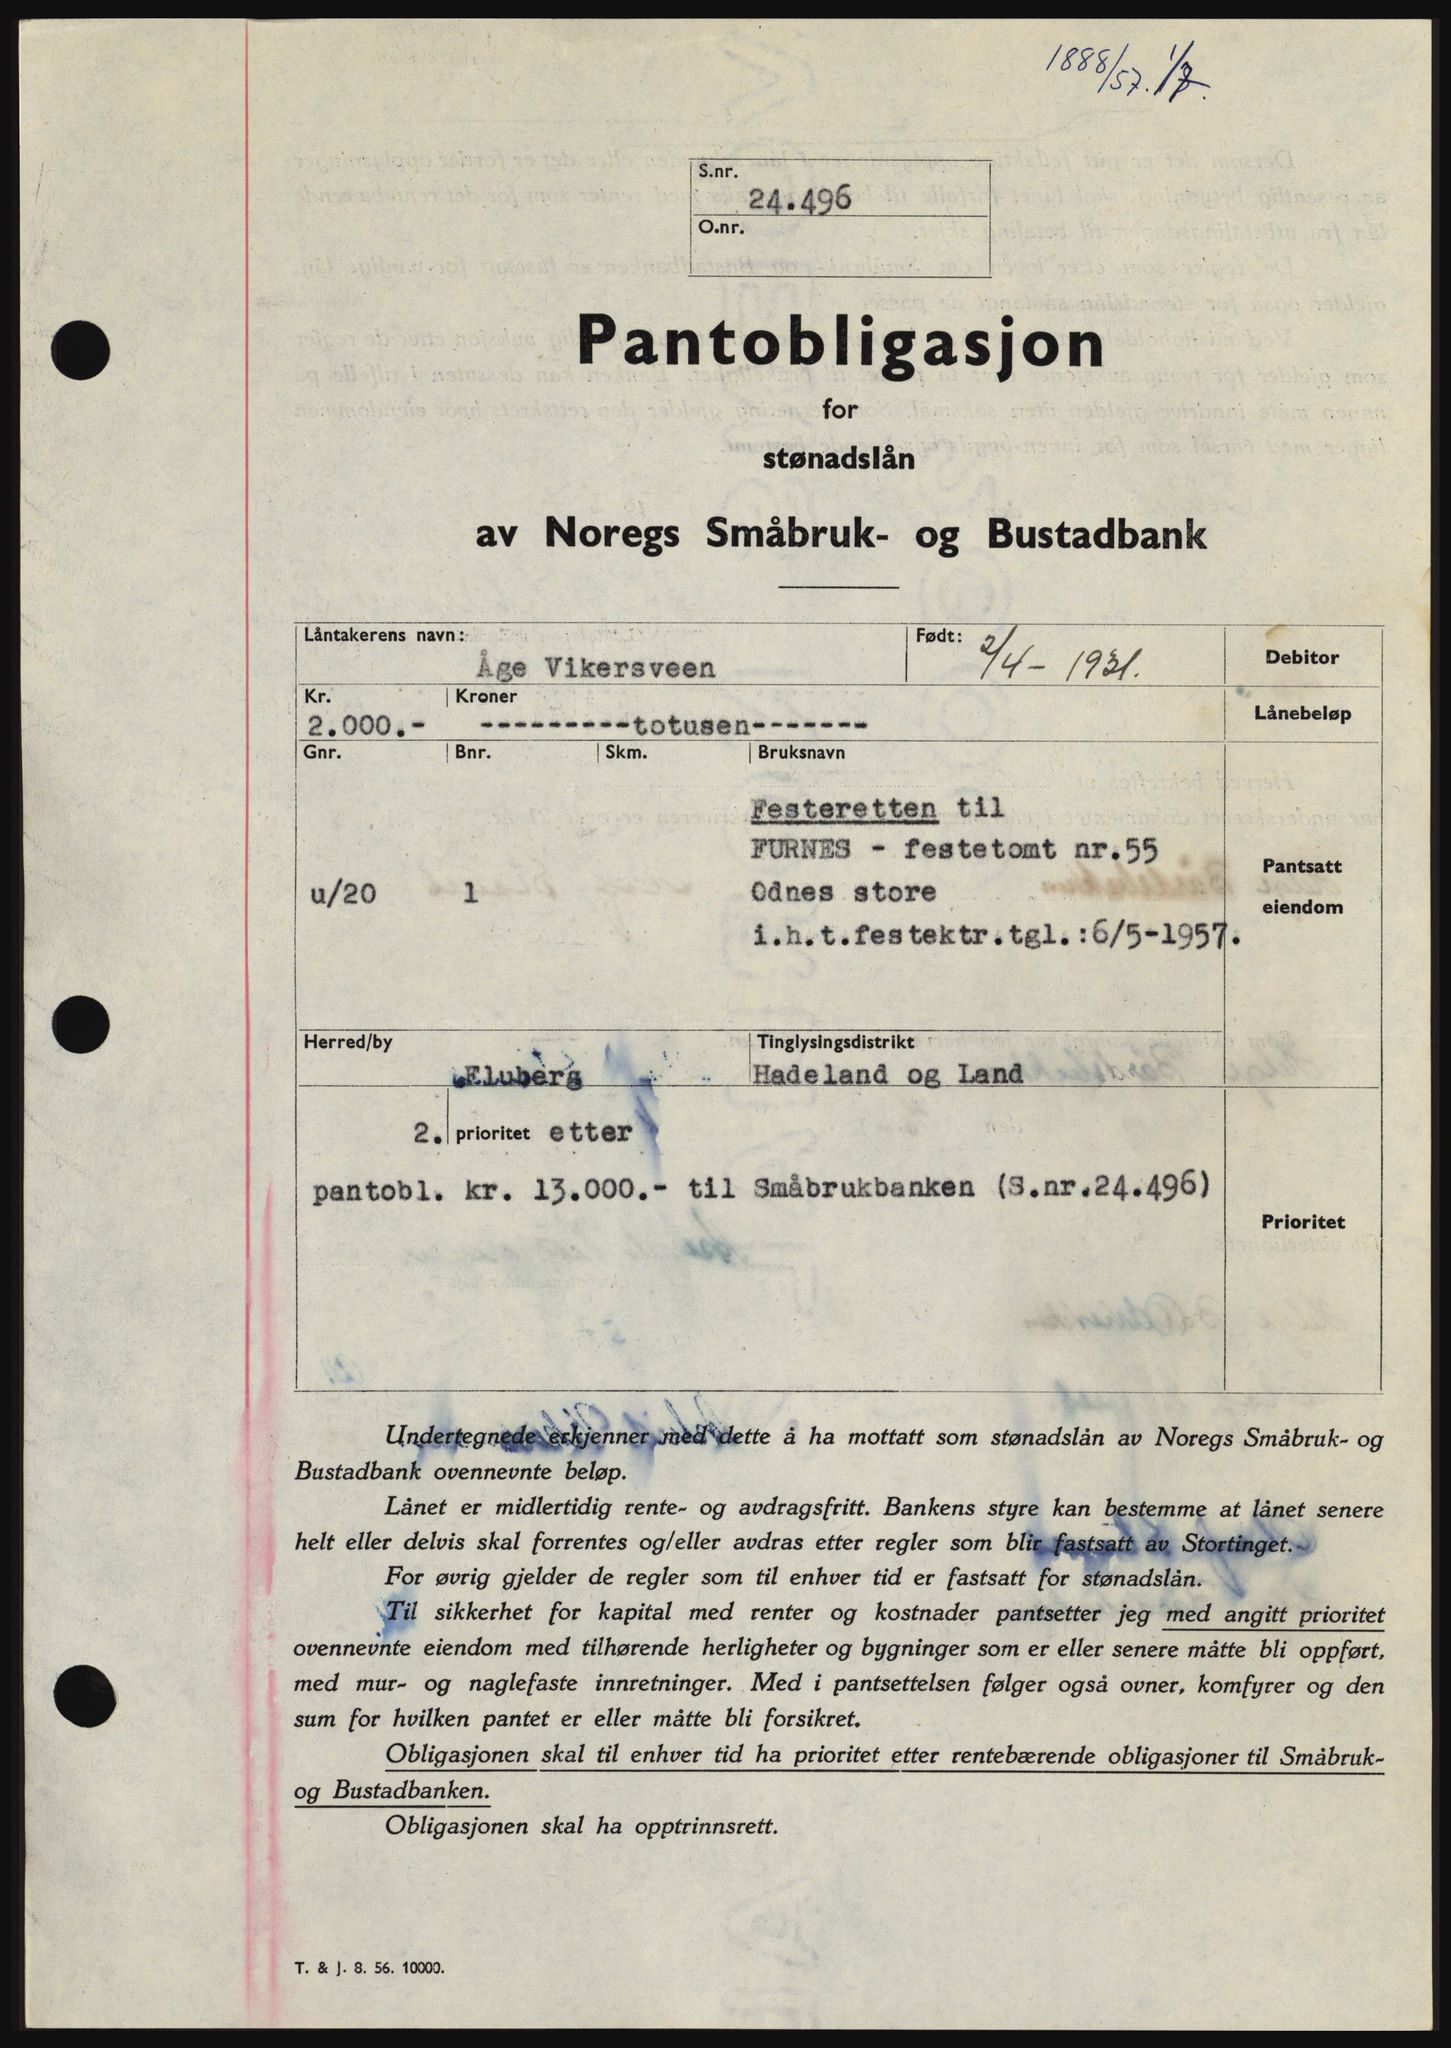 1888/57. 1/7.
S.nr.
24.496
O.nr.
Pantobligasjon
for
stønadslån
av Noregs Småbruk- og Bustadbank
Låntakerens navn: Født: 2/4 - 1931. Debitor
Åge Vikersveen
Kr. Kroner
2.000.- ---------totusen------- Lånebeløp
Gnr. Bnr. Skm. Bruksnavn
Festeretten til
FURNES - festetomt nr.55
u/20 1 Odnes store
i.h.t.festektr.tgl.:6/5-1957.
Pantsatt
eiendom
Herred/by Tinglysingsdistrikt
Fluberg Hadeland og Land
2. prioritet etter
pantobl. kr. 13.000.- til Småbrukbanken (S.nr.24.496)
Prioritet
Undertegnede erkjenner med dette å ha mottatt som stønadslån av Noregs Småbruk- og
Bustadbank ovennevnte beløp.
Lånet er midlertidig rente- og avdragsfritt. Bankens styre kan bestemme at lånet senere
helt eller delvis skal forrentes og/eller avdras etter regler som blir fastsatt av Stortinget.
For øvrig gjelder de regler som til enhver tid er fastsatt for stønadslån.
Til sikkerhet for kapital med renter og kostnader pantsetter jeg med angitt prioritet
ovennevnte eiendom med tilhørende herligheter og bygninger som er eller senere måtte bli oppført,
med mur- og naglefaste innretninger. Med i pantsettelsen følger også ovner, komfyrer og den
sum for hvilken pantet er eller måtte bli forsikret.
Obligasjonen skal til enhver tid ha prioritet etter rentebærende obligasjoner til Småbruk-
og Bustadbanken.
Obligasjonen skal ha opptrinnsrett.
T. & J. 8. 56. 10000.